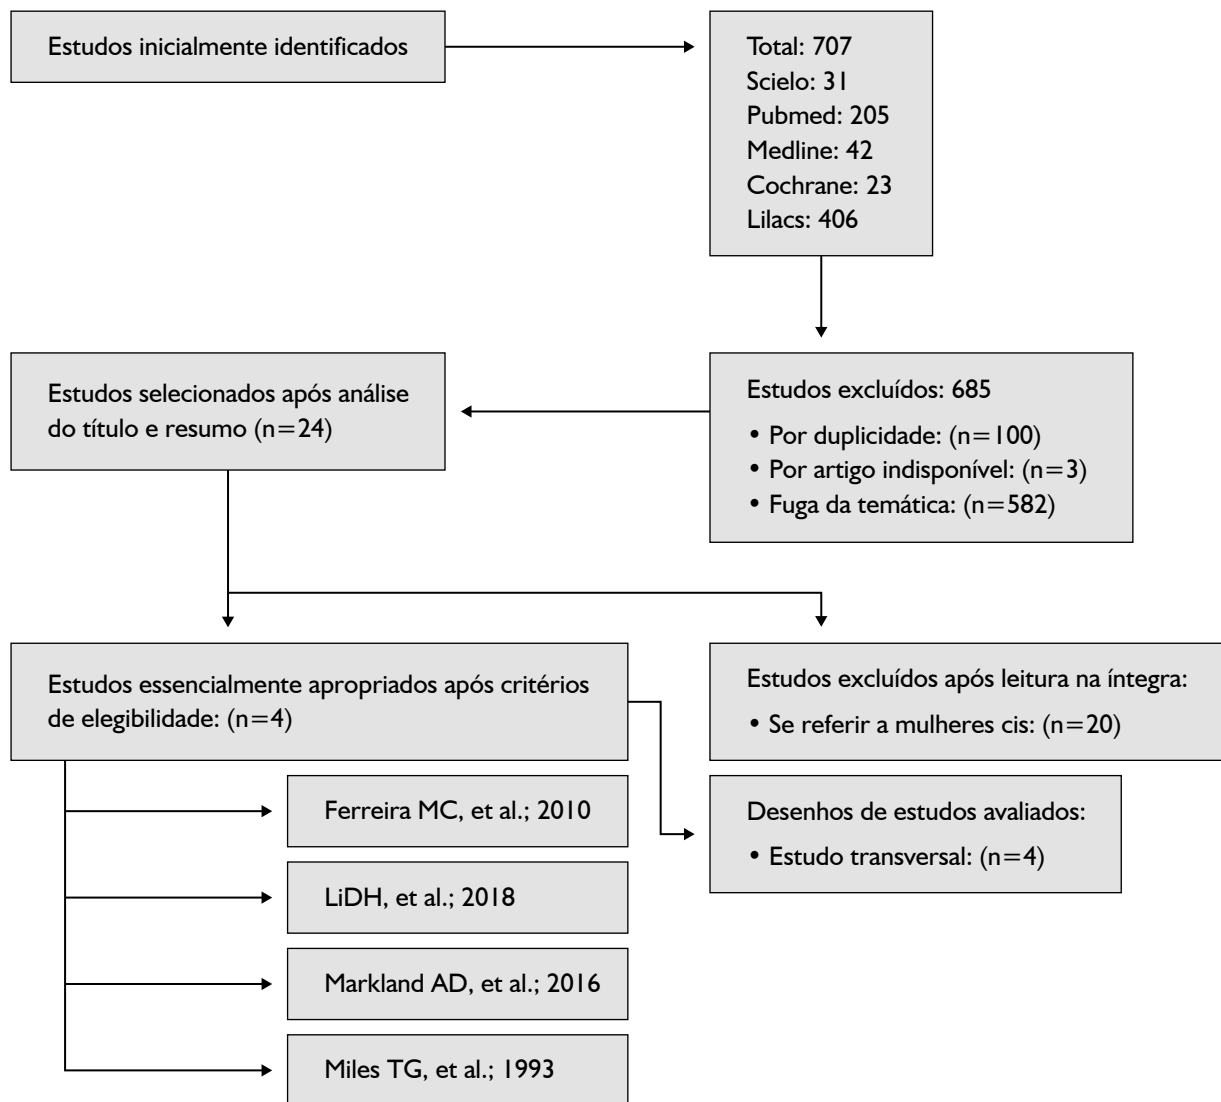 Estudos inicialmente identificados
Total: 707
Scielo: 31
Pubmed: 205
Medline: 42
Cochrane: 23
Lilacs: 406
Estudos selecionados após análise
do título e resumo (n=24)
Estudos excluídos: 685
• Por duplicidade: (n=100)
• Por artigo indisponível: (n=3)
• Fuga da temática: (n=582)
Estudos essencialmente apropriados após critérios
de elegibilidade: (n=4)
Estudos excluídos após leitura na íntegra:
• Se referir a mulheres cis: (n=20)
Ferreira MC, et al.; 2010
Desenhos de estudos avaliados:
• Estudo transversal: (n=4)
LiDH, et al.; 2018
Markland AD, et al.; 2016
Miles TG, et al.; 1993